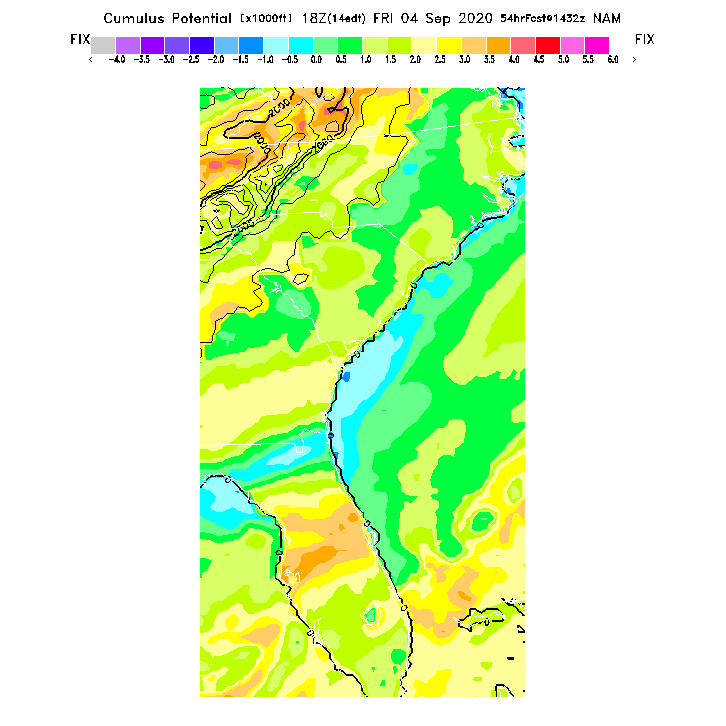 Cumulus Potential [x1000ft] 18Z(14edt) FRI 04 Sep 2020 54hrFcst@1432z NAM
FIX FIX
< -4.0 -3.5 -3.0 -2.5 -2.0 -1.5 -1.0 -0.5 0.0 0.5 1.0 1.5 2.0 2.5 3.0 3.5 4.0 4.5 5.0 5.5 6.0 >
2000
2000